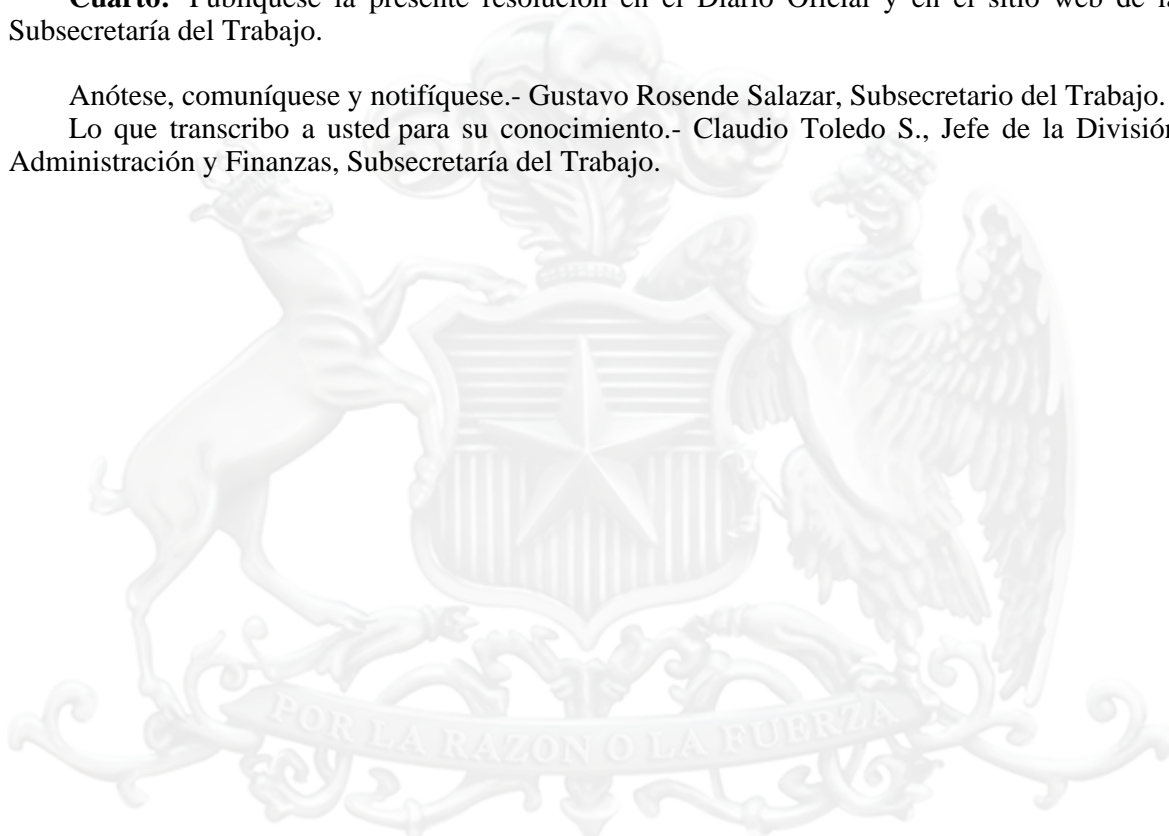 Cuarto: Publíquese la presente resolución en el Diario Oficial y en el sitio web de la
Subsecretaría del Trabajo.
Anótese, comuníquese y notifíquese.- Gustavo Rosende Salazar, Subsecretario del Trabajo.
Lo que transcribo a usted para su conocimiento.- Claudio Toledo S., Jefe de la División
Administración y Finanzas, Subsecretaría del Trabajo.
POR LA RAZON O LA FUERZA